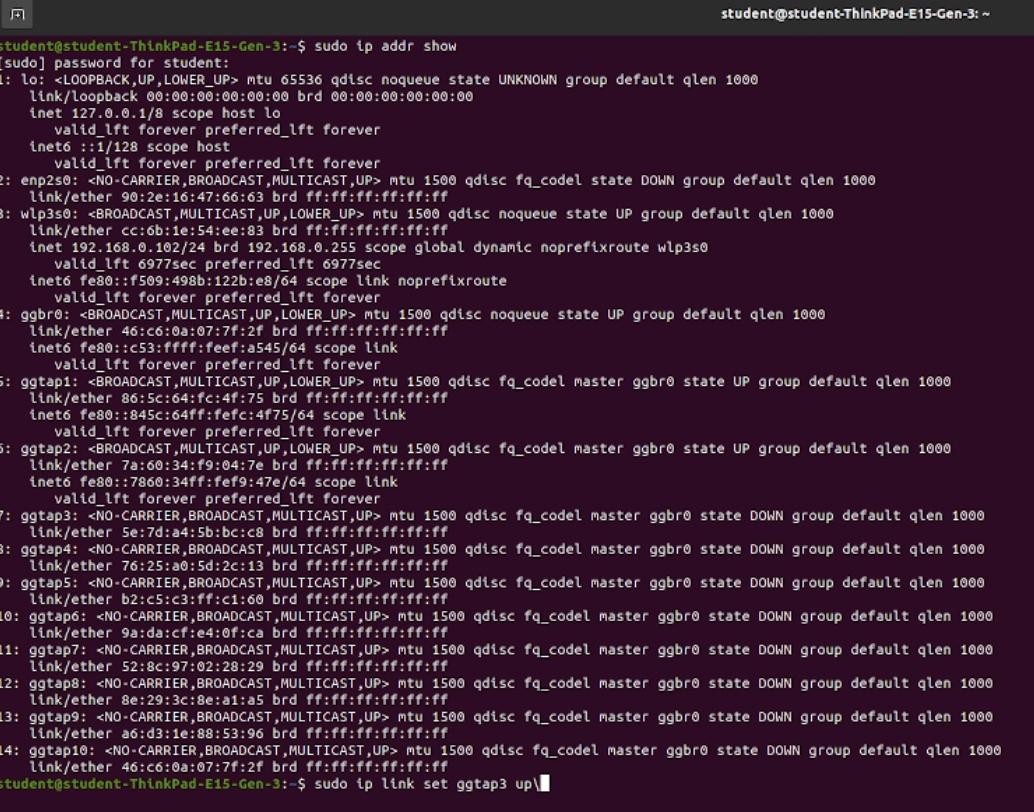 student@student-ThinkPad-E15-Gen-3: ~
student@student-ThinkPad-E15-Gen-3:~$ sudo ip addr show
[sudo] password for student:
1: lo: <LOOPBACK,UP,LOWER_UP> mtu 65536 qdisc noqueue state UNKNOWN group default qlen 1000
    link/loopback 00:00:00:00:00:00 brd 00:00:00:00:00:00
    inet 127.0.0.1/8 scope host lo
       valid_lft forever preferred_lft forever
    inet6 ::1/128 scope host
       valid_lft forever preferred_lft forever
2: enp2s0: <NO-CARRIER,BROADCAST,MULTICAST,UP> mtu 1500 qdisc fq_codel state DOWN group default qlen 1000
    link/ether 90:2e:16:47:66:63 brd ff:ff:ff:ff:ff:ff
3: wlp3s0: <BROADCAST,MULTICAST,UP,LOWER_UP> mtu 1500 qdisc noqueue state UP group default qlen 1000
    link/ether cc:6b:1e:54:ee:83 brd ff:ff:ff:ff:ff:ff
    inet 192.168.0.102/24 brd 192.168.0.255 scope global dynamic noprefixroute wlp3s0
       valid_lft 6977sec preferred_lft 6977sec
    inet6 fe80::f509:498b:122b:e8/64 scope link noprefixroute
       valid_lft forever preferred_lft forever
4: ggbr0: <BROADCAST,MULTICAST,UP,LOWER_UP> mtu 1500 qdisc noqueue state UP group default qlen 1000
    link/ether 46:c6:0a:07:7f:2f brd ff:ff:ff:ff:ff:ff
    inet6 fe80::c53:ffff:feef:a545/64 scope link
       valid_lft forever preferred_lft forever
5: ggtap1: <BROADCAST,MULTICAST,UP,LOWER_UP> mtu 1500 qdisc fq_codel master ggbr0 state UP group default qlen 1000
    link/ether 86:5c:64:fc:4f:75 brd ff:ff:ff:ff:ff:ff
    inet6 fe80::845c:64ff:fefc:4f75/64 scope link
       valid_lft forever preferred_lft forever
6: ggtap2: <BROADCAST,MULTICAST,UP,LOWER_UP> mtu 1500 qdisc fq_codel master ggbr0 state UP group default qlen 1000
    link/ether 7a:60:34:f9:04:7e brd ff:ff:ff:ff:ff:ff
    inet6 fe80::7860:34ff:fef9:47e/64 scope link
       valid_lft forever preferred_lft forever
7: ggtap3: <NO-CARRIER,BROADCAST,MULTICAST,UP> mtu 1500 qdisc fq_codel master ggbr0 state DOWN group default qlen 1000
    link/ether 5e:7d:a4:5b:bc:c8 brd ff:ff:ff:ff:ff:ff
8: ggtap4: <NO-CARRIER,BROADCAST,MULTICAST,UP> mtu 1500 qdisc fq_codel master ggbr0 state DOWN group default qlen 1000
    link/ether 76:25:a0:5d:2c:13 brd ff:ff:ff:ff:ff:ff
9: ggtap5: <NO-CARRIER,BROADCAST,MULTICAST,UP> mtu 1500 qdisc fq_codel master ggbr0 state DOWN group default qlen 1000
    link/ether b2:c5:c3:ff:c1:60 brd ff:ff:ff:ff:ff:ff
10: ggtap6: <NO-CARRIER,BROADCAST,MULTICAST,UP> mtu 1500 qdisc fq_codel master ggbr0 state DOWN group default qlen 1000
    link/ether 9a:da:cf:e4:0f:ca brd ff:ff:ff:ff:ff:ff
11: ggtap7: <NO-CARRIER,BROADCAST,MULTICAST,UP> mtu 1500 qdisc fq_codel master ggbr0 state DOWN group default qlen 1000
    link/ether 52:8c:97:02:28:29 brd ff:ff:ff:ff:ff:ff
12: ggtap8: <NO-CARRIER,BROADCAST,MULTICAST,UP> mtu 1500 qdisc fq_codel master ggbr0 state DOWN group default qlen 1000
    link/ether 8e:29:3c:8e:a1:a5 brd ff:ff:ff:ff:ff:ff
13: ggtap9: <NO-CARRIER,BROADCAST,MULTICAST,UP> mtu 1500 qdisc fq_codel master ggbr0 state DOWN group default qlen 1000
    link/ether a6:d3:1e:88:53:96 brd ff:ff:ff:ff:ff:ff
14: ggtap10: <NO-CARRIER,BROADCAST,MULTICAST,UP> mtu 1500 qdisc fq_codel master ggbr0 state DOWN group default qlen 1000
    link/ether 46:c6:0a:07:7f:2f brd ff:ff:ff:ff:ff:ff
student@student-ThinkPad-E15-Gen-3:~$ sudo ip link set ggtap3 up\